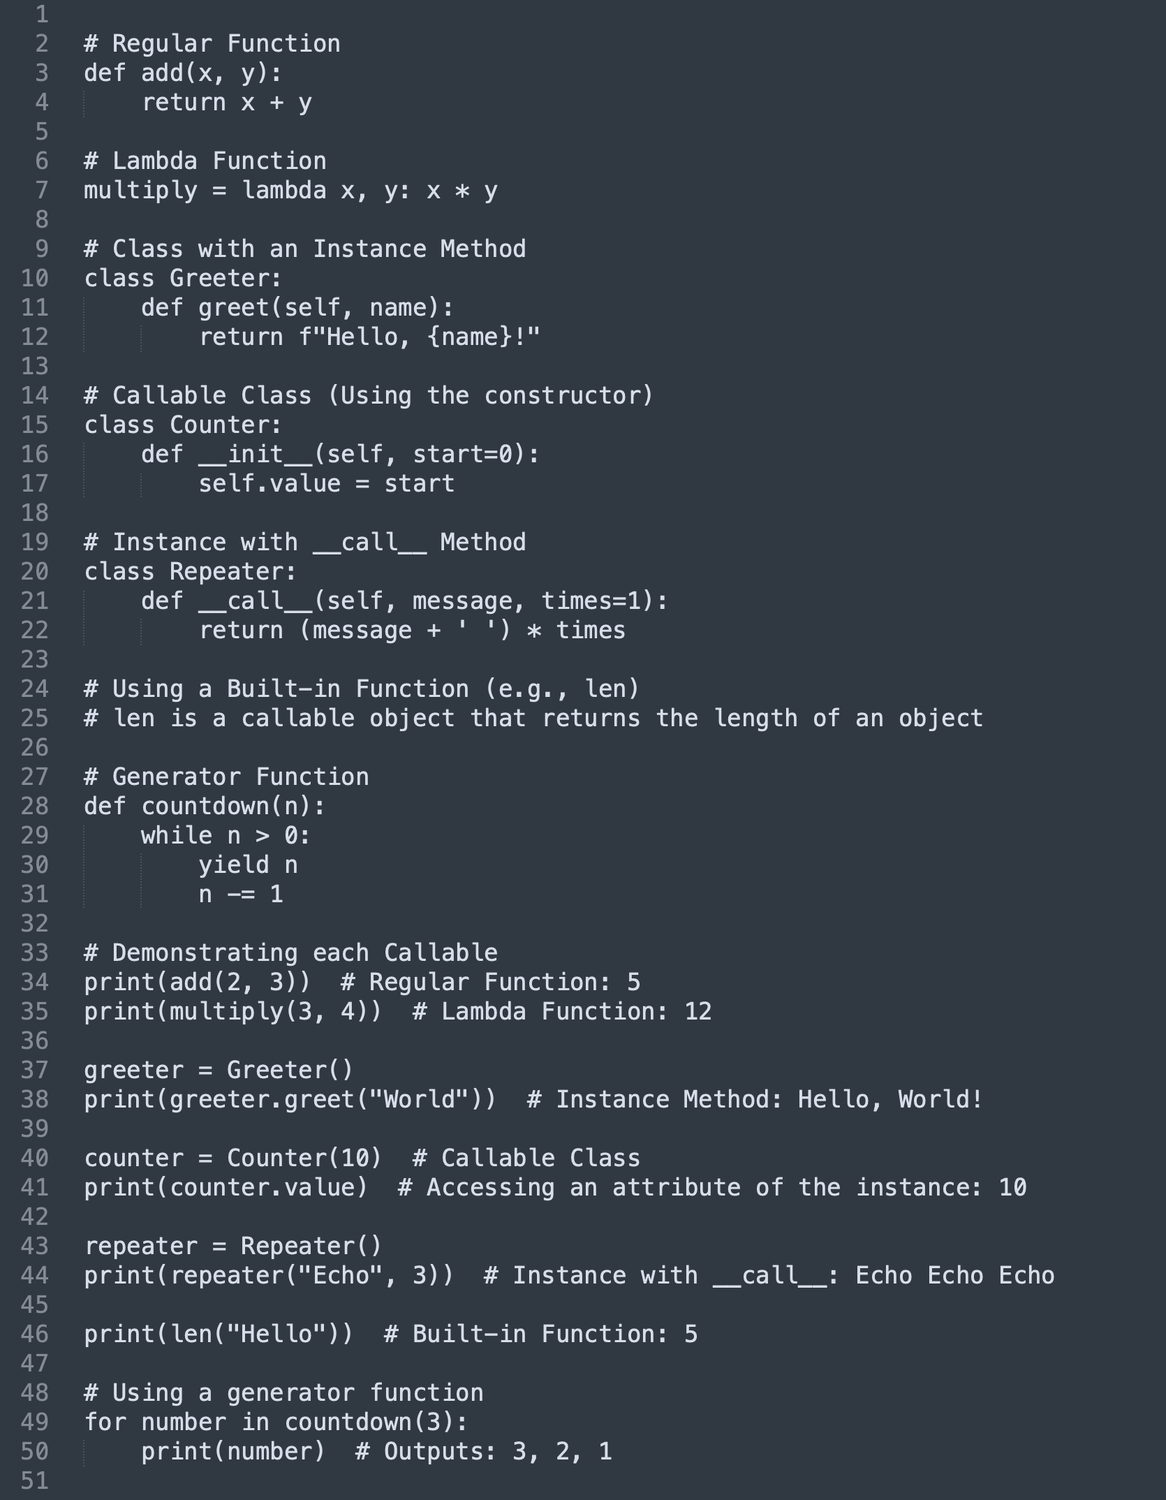 1
2 # Regular Function
3 def add(x, y):
4     return x + y
5
6 # Lambda Function
7 multiply = lambda x, y: x * y
8
9 # Class with an Instance Method
10 class Greeter:
11     def greet(self, name):
12         return f"Hello, {name}!"
13
14 # Callable Class (Using the constructor)
15 class Counter:
16     def __init__(self, start=0):
17         self.value = start
18
19 # Instance with __call__ Method
20 class Repeater:
21     def __call__(self, message, times=1):
22         return (message + ' ') * times
23
24 # Using a Built-in Function (e.g., len)
25 # len is a callable object that returns the length of an object
26
27 # Generator Function
28 def countdown(n):
29     while n > 0:
30         yield n
31         n -= 1
32
33 # Demonstrating each Callable
34 print(add(2, 3))  # Regular Function: 5
35 print(multiply(3, 4))  # Lambda Function: 12
36
37 greeter = Greeter()
38 print(greeter.greet("World"))  # Instance Method: Hello, World!
39
40 counter = Counter(10)  # Callable Class
41 print(counter.value)  # Accessing an attribute of the instance: 10
42
43 repeater = Repeater()
44 print(repeater("Echo", 3))  # Instance with __call__: Echo Echo Echo
45
46 print(len("Hello"))  # Built-in Function: 5
47
48 # Using a generator function
49 for number in countdown(3):
50     print(number)  # Outputs: 3, 2, 1
51